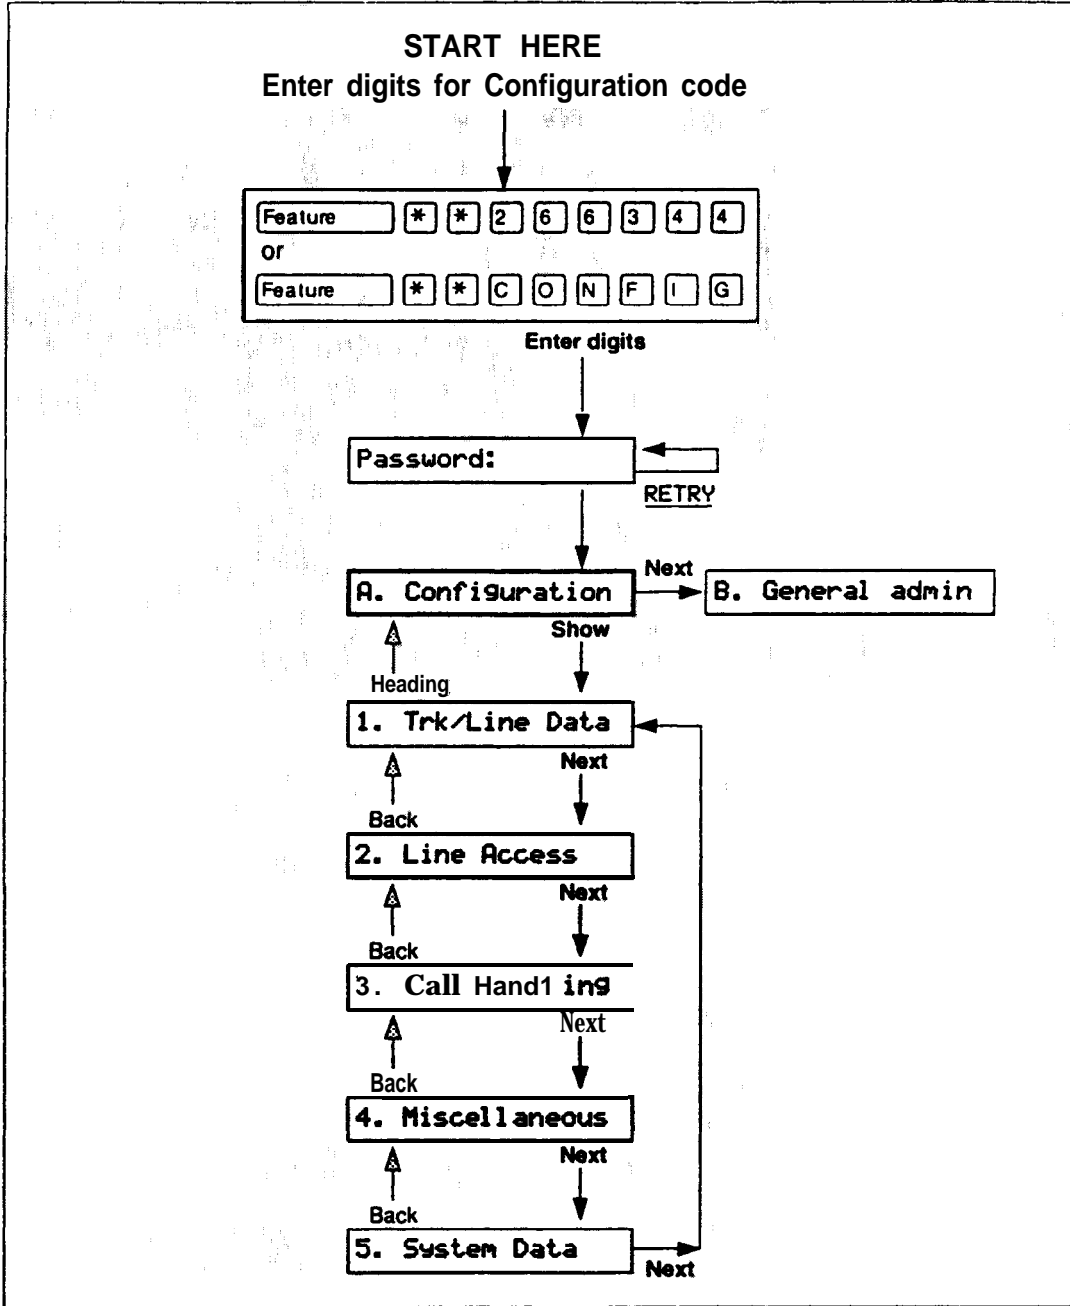 START HERE
Enter digits for Configuration code
Feature * * 2 6 6 3 4 4
or
Feature * * C O N F I G
Enter digits
Password:
RETRY
A. Configuration
Next
B. General admin
Show
Heading
1. Trk/Line Data
Next
Back
2. Line Access
Next
Back
3. Call Hand1 ing
Next
Back
4. Miscellaneous
Next
Back
5. System Data
Next